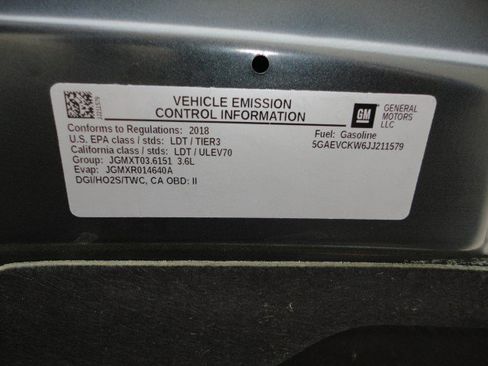 JJ211579
VEHICLE EMISSION
CONTROL INFORMATION
GM
GENERAL
MOTORS
LLC
Conforms to Regulations: 2018
U.S. EPA class / stds: LDT / TIER3
California class / stds: LDT / ULEV70
Group: JGMXT03.6151 3.6L
Evap: JGMXR014640A
DGI/HO2S/TWC, CA OBD: II
Fuel: Gasoline
5GAEVCKW6JJ211579